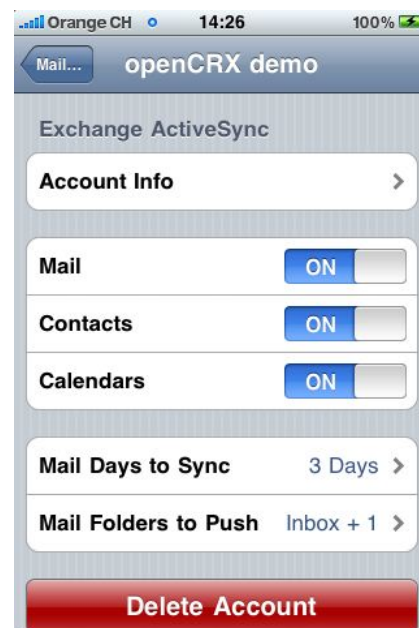 Orange CH 14:26 100%
Mail... openCRX demo
Exchange ActiveSync
Account Info
Mail ON
Contacts ON
Calendars ON
Mail Days to Sync 3 Days
Mail Folders to Push Inbox + 1
Delete Account